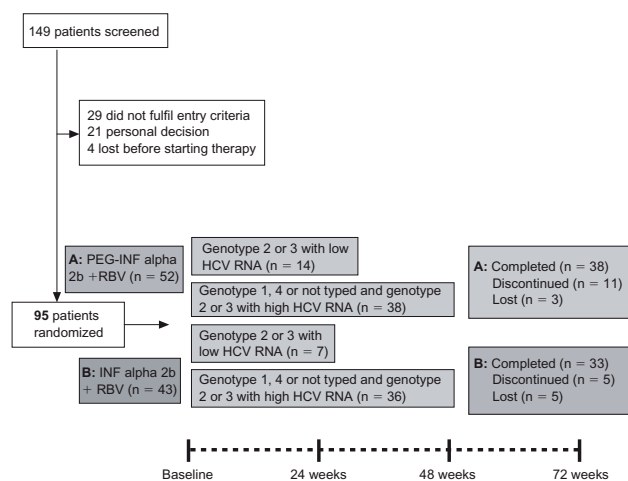 149 patients screened
29 did not fulfil entry criteria
21 personal decision
4 lost before starting therapy
A: PEG-INF alpha
2b +RBV (n = 52)
Genotype 2 or 3 with low
HCV RNA (n = 14)
Genotype 1, 4 or not typed and genotype
2 or 3 with high HCV RNA (n = 38)
A: Completed (n = 38)
Discontinued (n = 11)
Lost (n = 3)
95 patients
randomized
Genotype 2 or 3 with
low HCV RNA (n = 7)
B: INF alpha 2b
+ RBV (n = 43)
Genotype 1, 4 or not typed and genotype
2 or 3 with high HCV RNA (n = 36)
B: Completed (n = 33)
Discontinued (n = 5)
Lost (n = 5)
Baseline
24 weeks
48 weeks
72 weeks